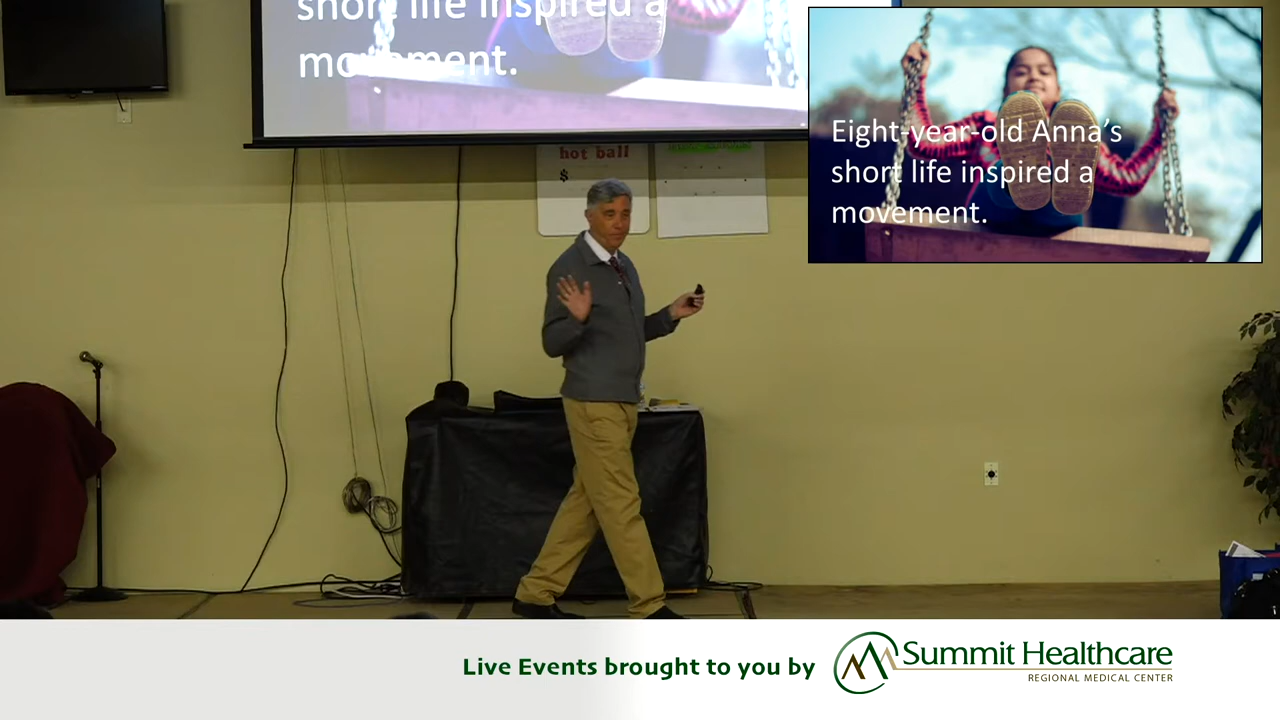 short life inspired a
movement.
hot ball
$
Eight-year-old Anna's
short life inspired a
movement.
Live Events brought to you by
Summit Healthcare
REGIONAL MEDICAL CENTER